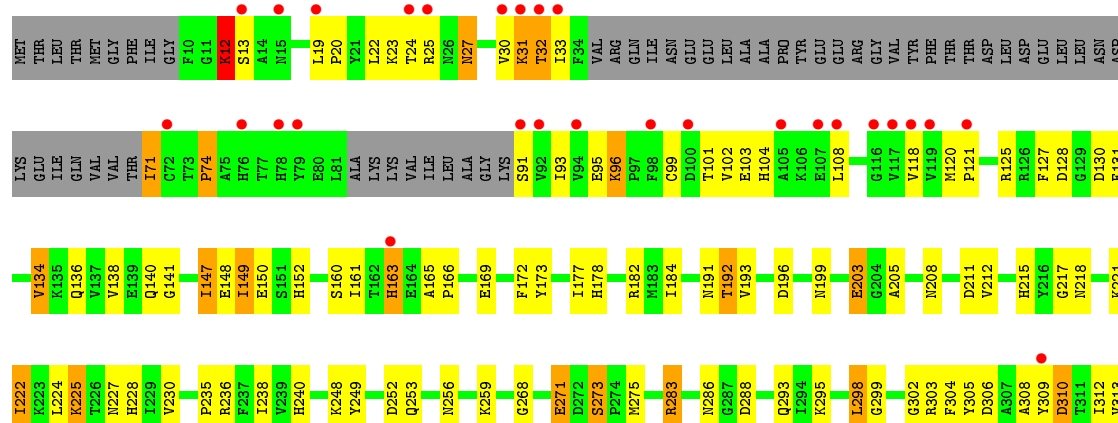 MET THR LEU THR MET GLY PHE ILE GLY F10 G11 K12 S13 A14 N15 L19 P20 Y21 L22 K23 T24 R25 N26 N27 V30 K31 T32 I33 F34 VAL ARG GLN ILE ASN GLU GLU LEU ALA ALA PRO TYR GLU GLU ARG GLY VAL TYR PHE THR THR ASP LEU ASP GLU LEU LEU ASN ASP
LYS GLU ILE GLN VAL VAL THR I71 C72 T73 P74 A75 H76 T77 H78 Y79 E80 L81 ALA LYS LYS VAL ILE LEU ALA GLY LYS S91 V92 I93 V94 E95 K96 P97 F98 C99 D100 T101 V102 E103 H104 A105 K106 E107 L108 G116 V117 V118 V119 M120 P121 R125 R126 F127 D128 G129 D130
V134 K135 Q136 V137 V138 E139 Q140 G141 I147 E148 I149 E150 S151 H152 S160 I161 T162 H163 E164 A165 P166 E169 F172 Y173 I177 H178 R182 M183 I184 N191 T192 V193 D196 N199 E203 G204 A205 N208 D211 V212 H215 Y216 G217 N218 K221
I222 K223 L224 K225 T226 N227 H228 I229 V230 P235 R236 F237 I238 V239 H240 K248 Y249 D252 Q253 N256 K259 G268 E271 D272 S273 P274 M275 R283 N286 G287 D288 Q293 I294 K295 L298 G299 G302 R303 F304 Y305 D306 A307 A308 Y309 D310 T311 I312 V313